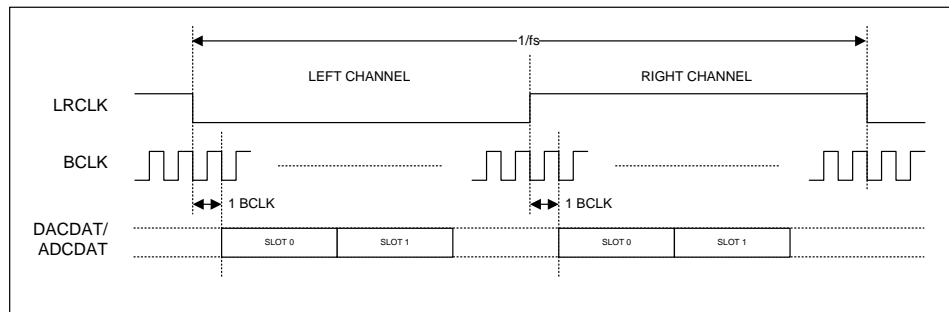 1/fs
LEFT CHANNEL
RIGHT CHANNEL
LRCLK
BCLK
1 BCLK
1 BCLK
DACDAT/
ADCDAT
SLOT 0
SLOT 1
SLOT 0
SLOT 1